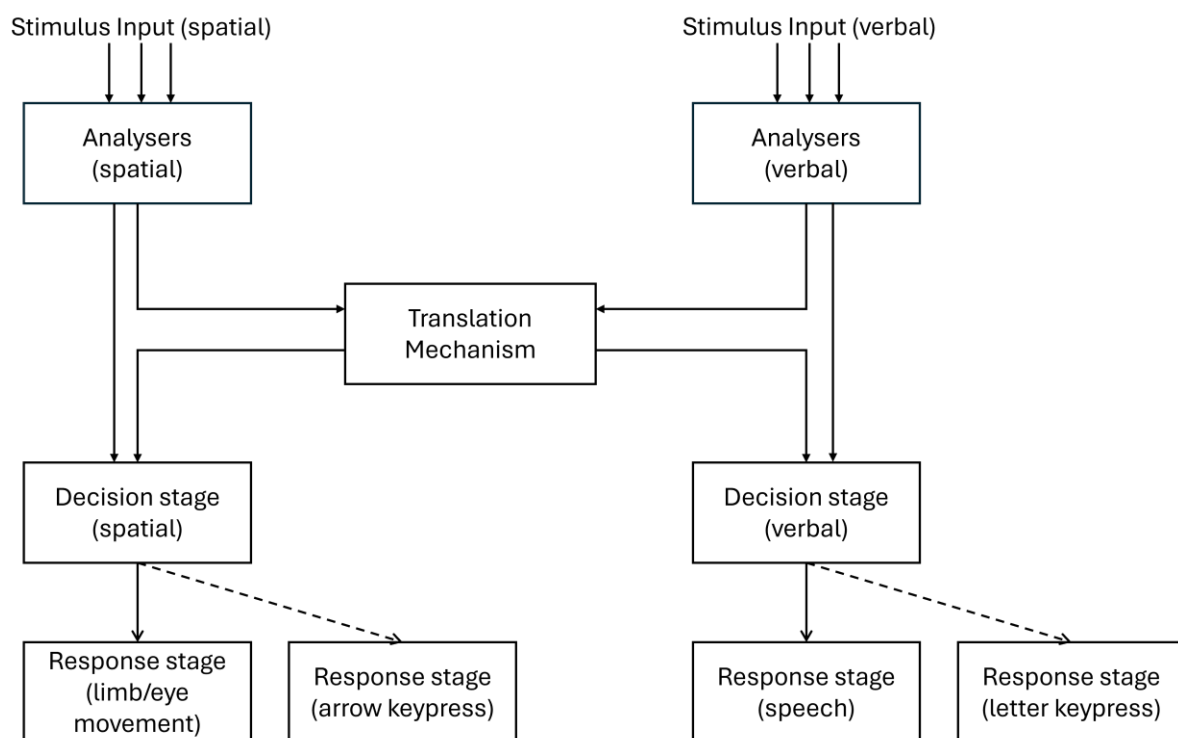 Stimulus Input (spatial)
Stimulus Input (verbal)
Analysers
(spatial)
Analysers
(verbal)
Translation
Mechanism
Decision stage
(spatial)
Decision stage
(verbal)
Response stage
(limb/eye
movement)
Response stage
(arrow keypress)
Response stage
(speech)
Response stage
(letter keypress)